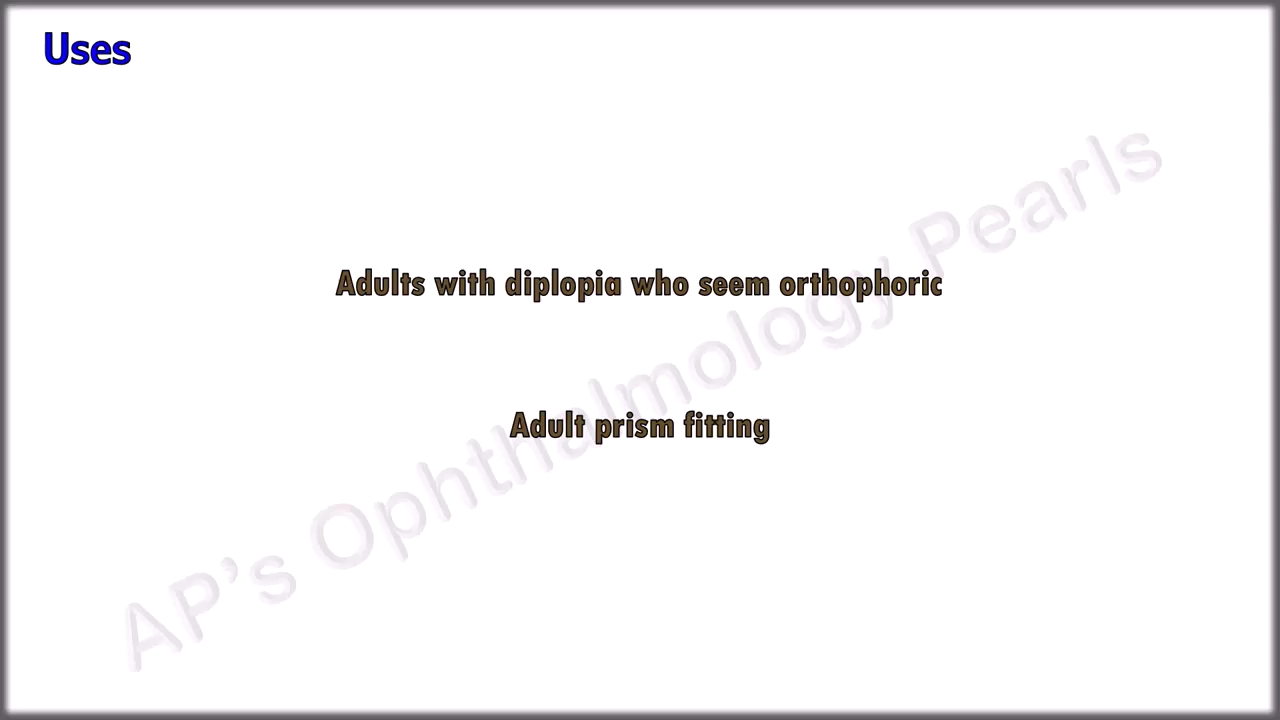 Uses
Adults with diplopia who seem orthophoric
Adult prism fitting
AP's Ophthalmology Pearls